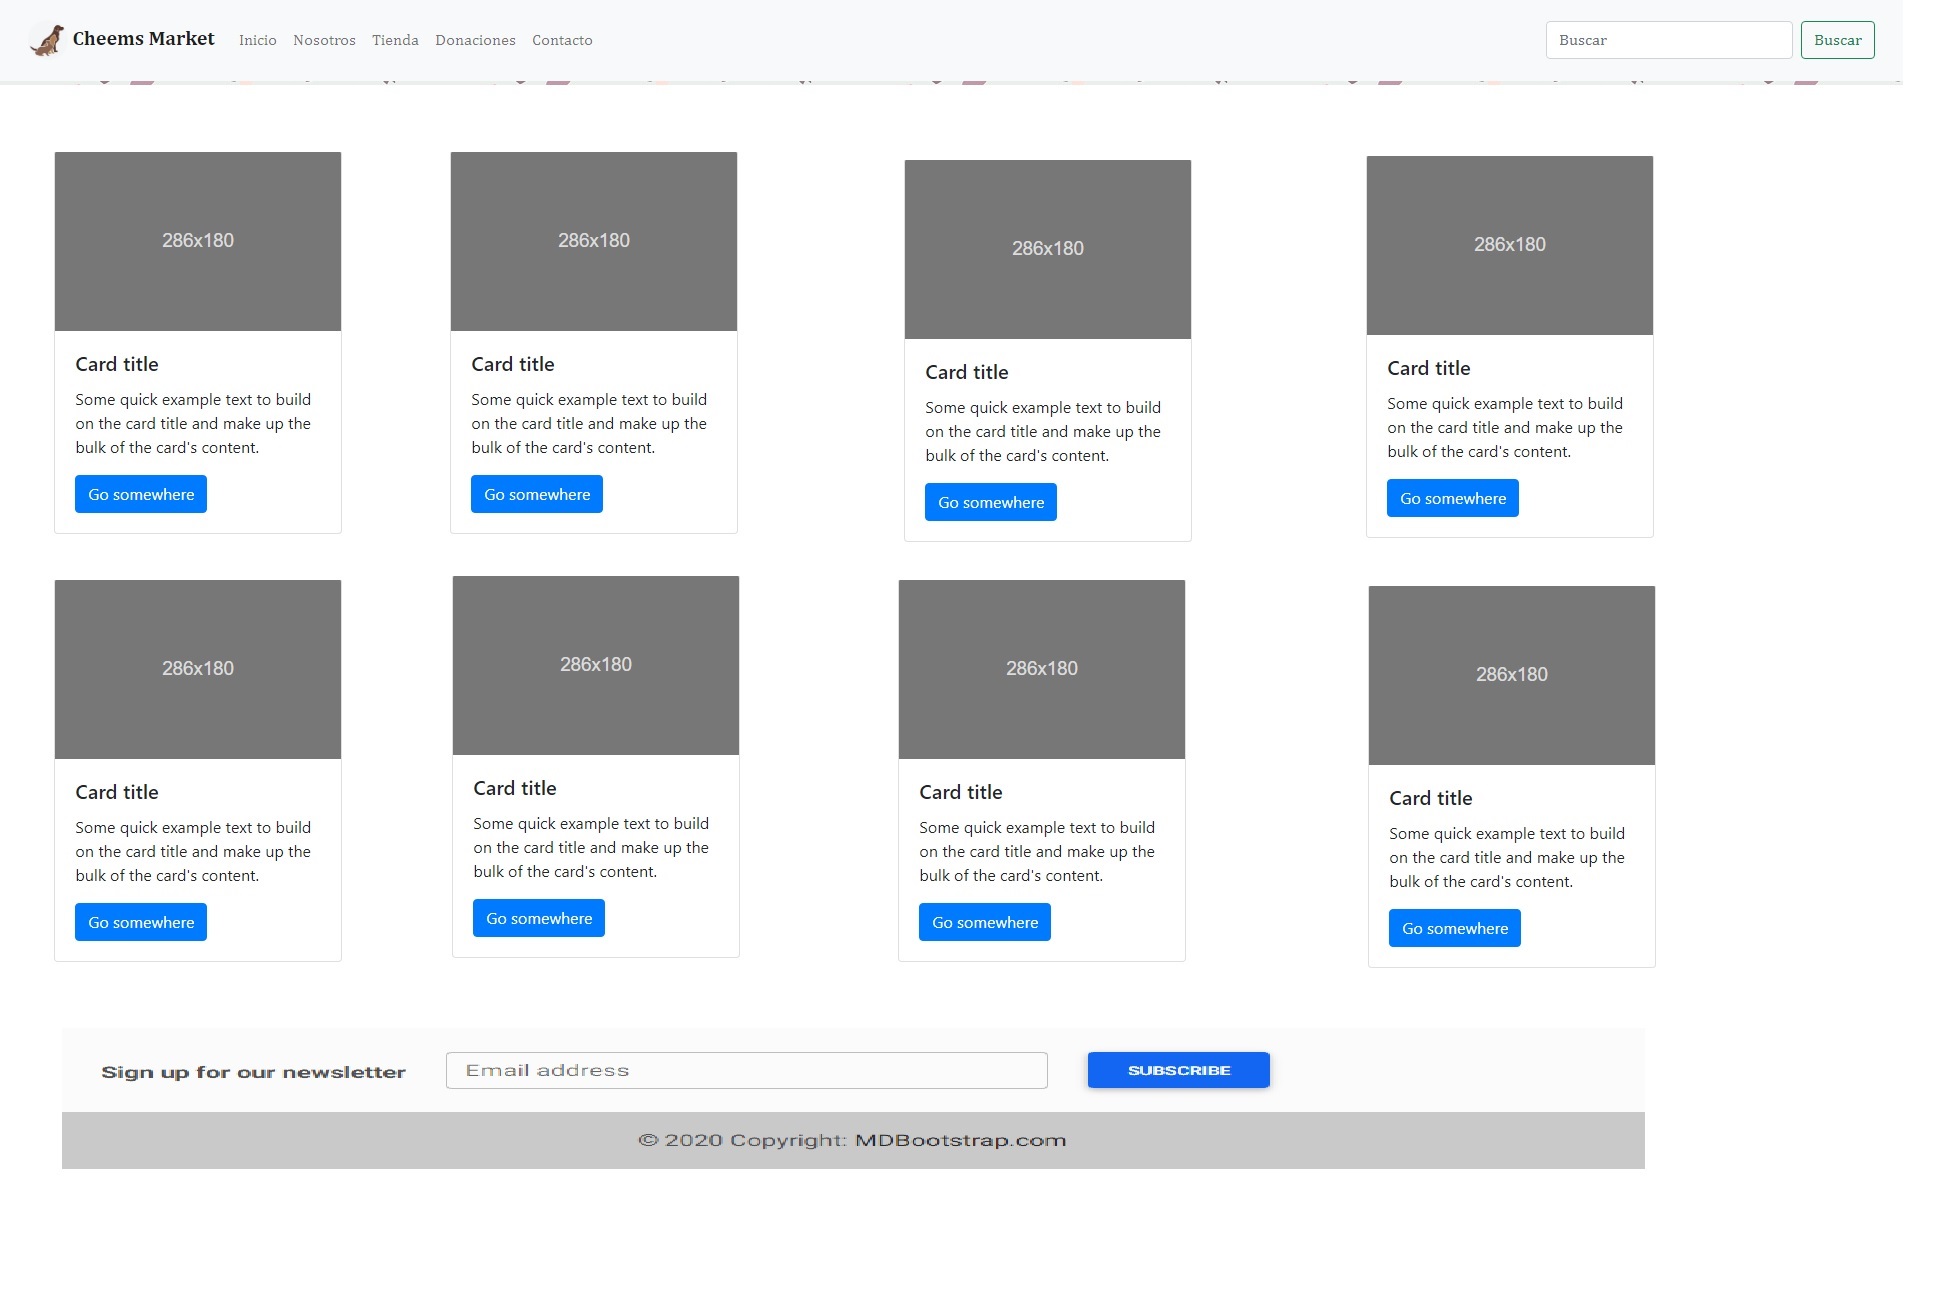 Cheems Market Inicio Nosotros Tienda Donaciones Contacto Buscar Buscar
286x180
Card title
Some quick example text to build
on the card title and make up the
bulk of the card's content.
Go somewhere
286x180
Card title
Some quick example text to build
on the card title and make up the
bulk of the card's content.
Go somewhere
286x180
Card title
Some quick example text to build
on the card title and make up the
bulk of the card's content.
Go somewhere
286x180
Card title
Some quick example text to build
on the card title and make up the
bulk of the card's content.
Go somewhere
286x180
Card title
Some quick example text to build
on the card title and make up the
bulk of the card's content.
Go somewhere
286x180
Card title
Some quick example text to build
on the card title and make up the
bulk of the card's content.
Go somewhere
286x180
Card title
Some quick example text to build
on the card title and make up the
bulk of the card's content.
Go somewhere
286x180
Card title
Some quick example text to build
on the card title and make up the
bulk of the card's content.
Go somewhere
Sign up for our newsletter Email address SUBSCRIBE
© 2020 Copyright: MDBootstrap.com